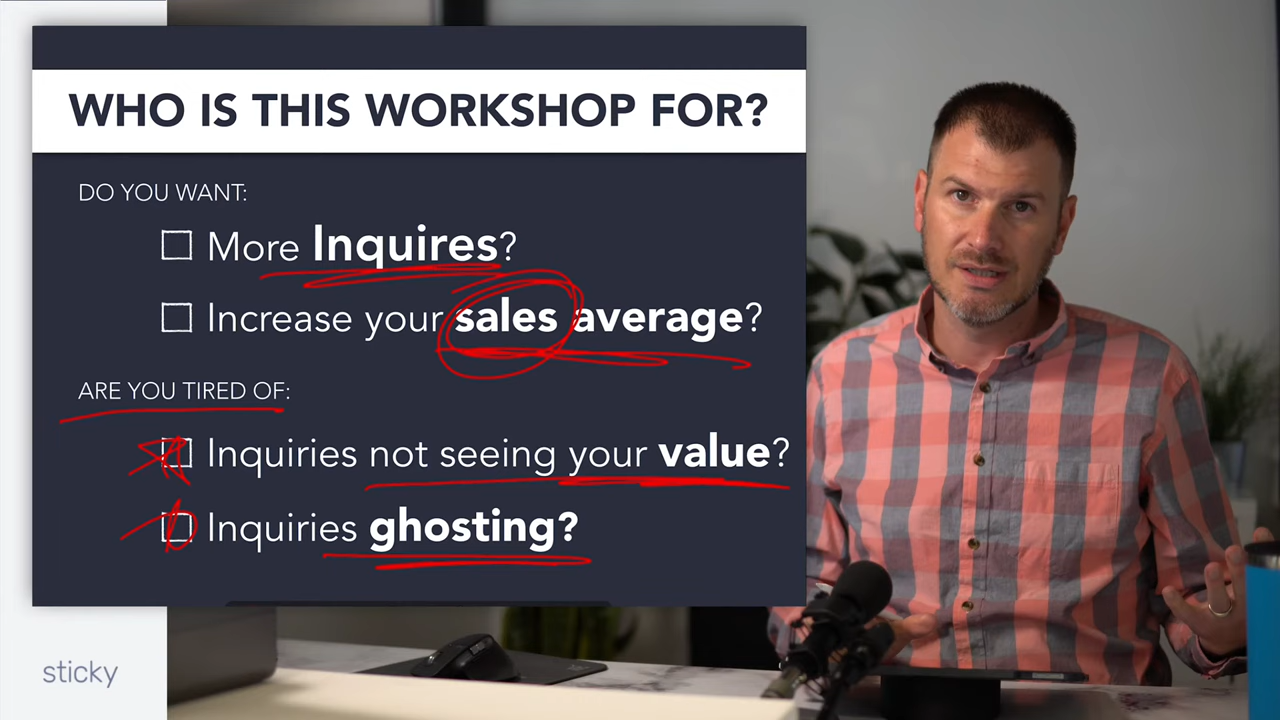 WHO IS THIS WORKSHOP FOR?
DO YOU WANT:
More Inquires?
Increase your sales average?
ARE YOU TIRED OF:
Inquiries not seeing your value?
Inquiries ghosting?
sticky